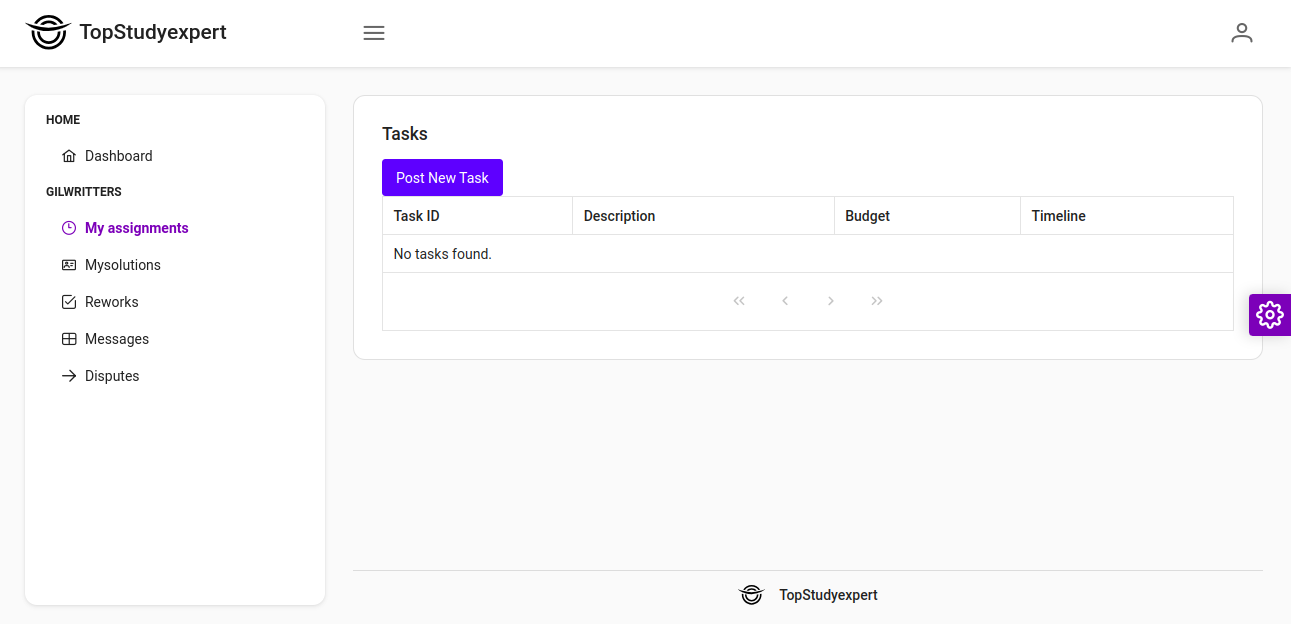 TopStudyexpert
HOME
Dashboard
GILWRITTERS
My assignments
Mysolutions
Reworks
Messages
Disputes
Tasks
Post New Task
Task ID Description Budget Timeline
No tasks found.
TopStudyexpert